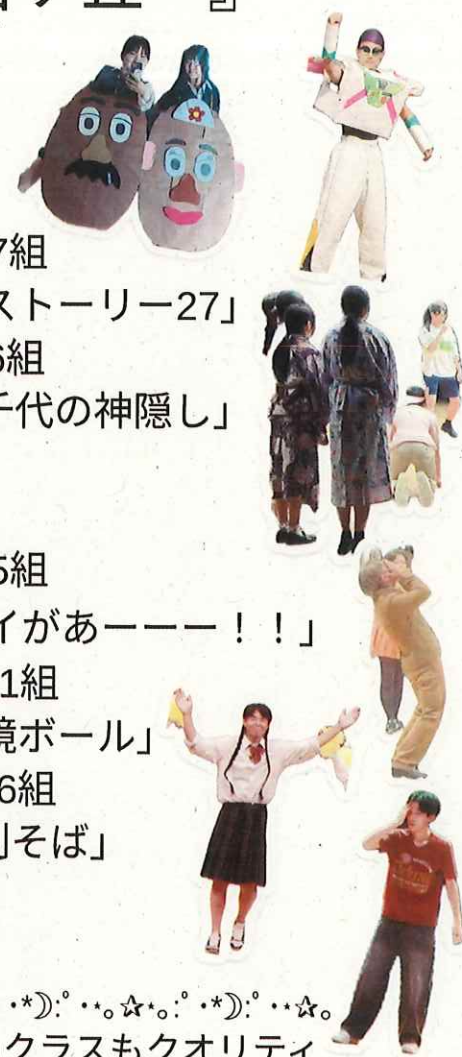 』
7組
ストーリー27」
6組
千代の神隠し」
5組
イがあーーー！！」
1組
境ボール」
6組
そば」
･*☽:ﾟ･⋆｡✰⋆｡:ﾟ･*☽:ﾟ･⋆✰｡
クラスもクオリティ